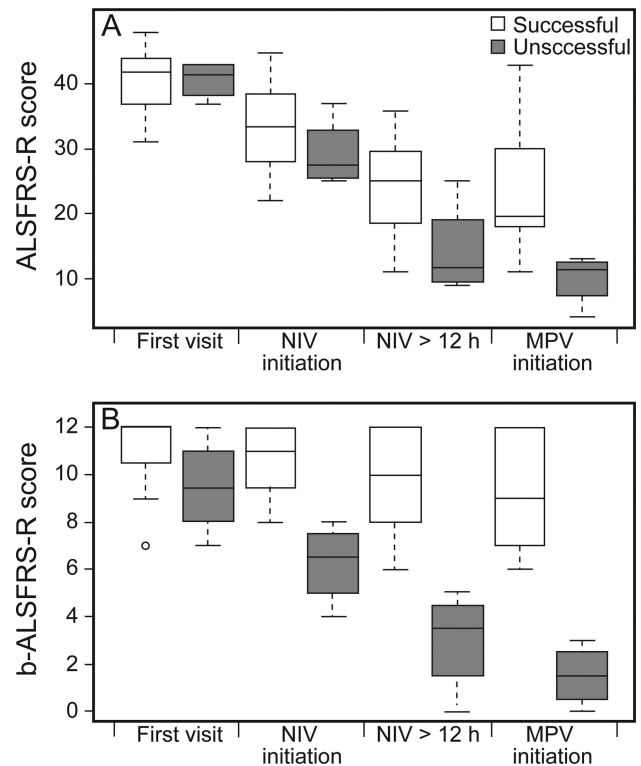 A
Successful
Unsccessful
ALSFRS-R score
40
30
20
10
First visit
NIV initiation
NIV > 12 h
MPV initiation
B
b-ALSFRS-R score
12
10
8
6
4
2
0
First visit
NIV initiation
NIV > 12 h
MPV initiation